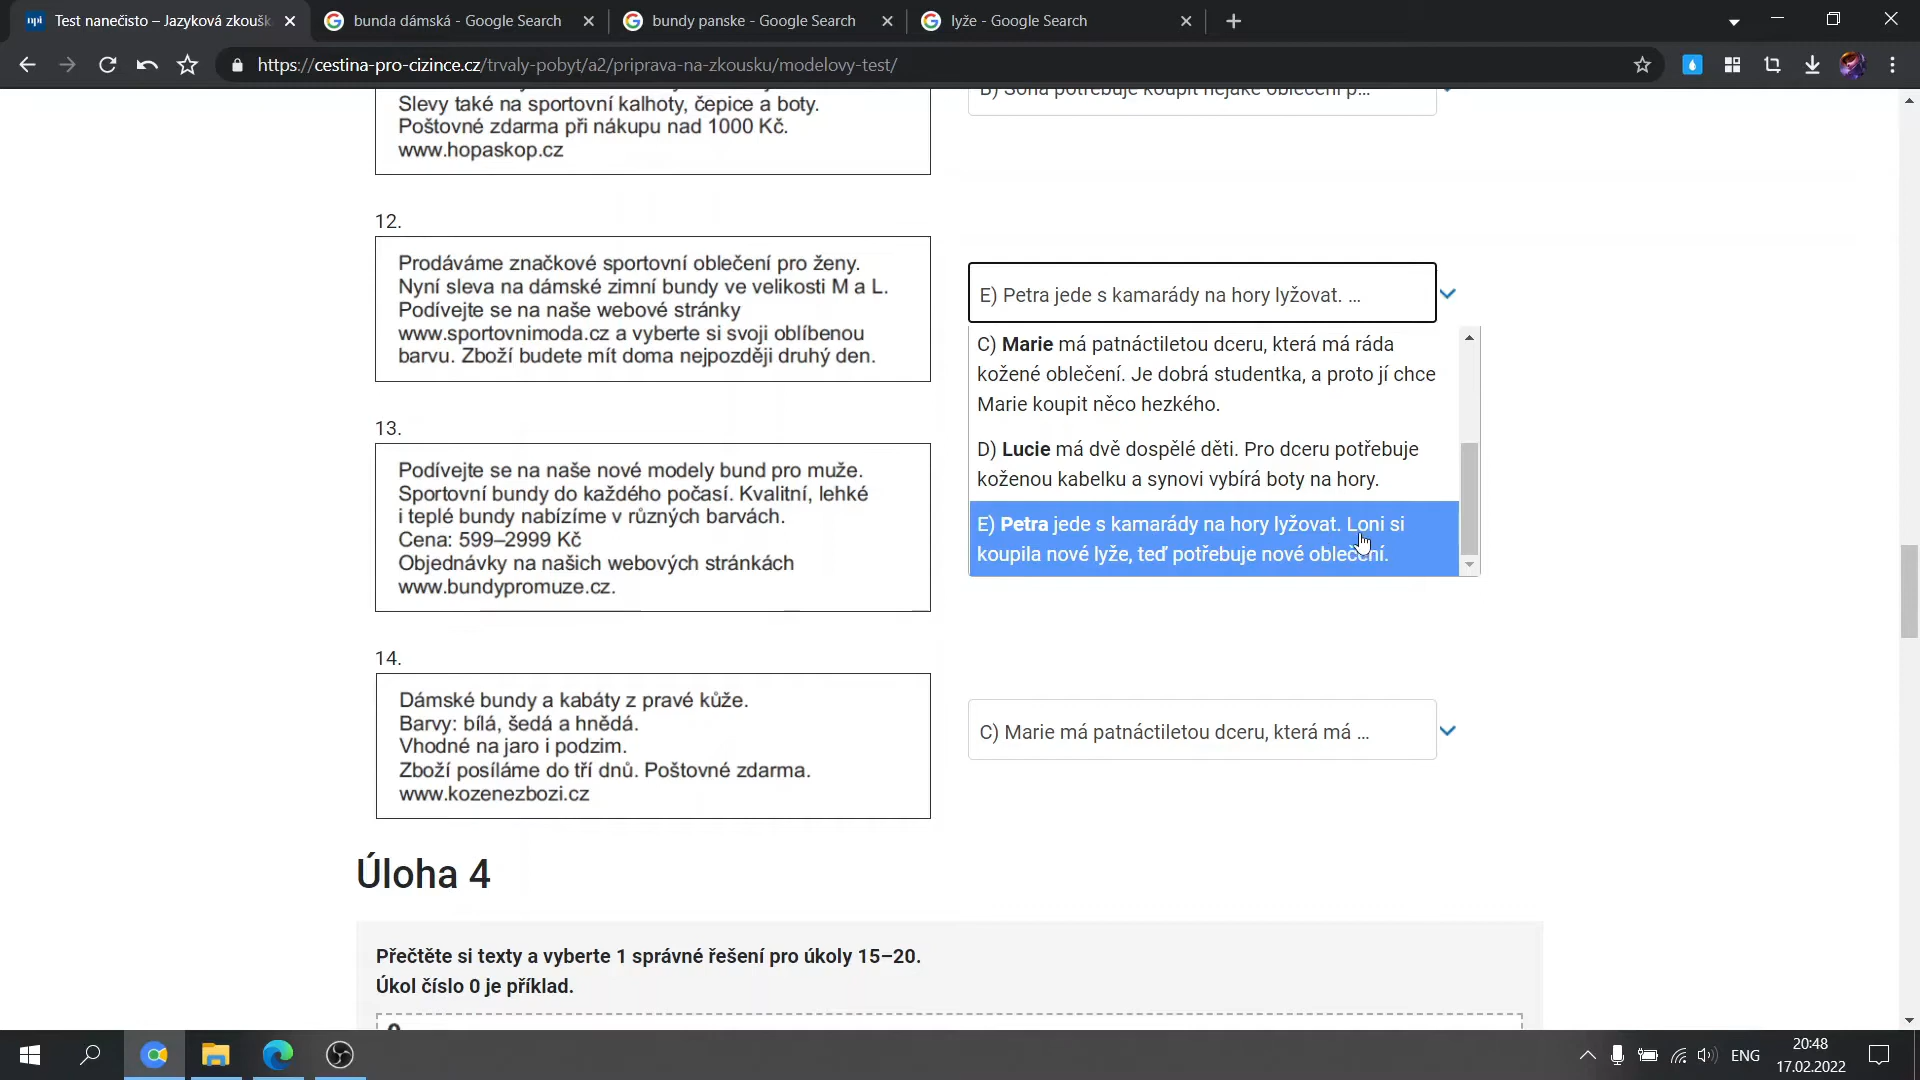 Test nanečisto – Jazyková zkoušk
bunda dámská - Google Search
bundy panske - Google Search
lyže - Google Search
https://cestina-pro-cizince.cz/trvaly-pobyt/a2/priprava-na-zkousku/modelovy-test/
Slevy také na sportovní kalhoty, čepice a boty.
Poštovné zdarma při nákupu nad 1000 Kč.
www.hopaskop.cz
B) Soňa potřebuje koupit nějaké oblečení p...
12.
Prodáváme značkové sportovní oblečení pro ženy.
Nyní sleva na dámské zimní bundy ve velikosti M a L.
Podívejte se na naše webové stránky
www.sportovnimoda.cz a vyberte si svoji oblíbenou
barvu. Zboží budete mít doma nejpozději druhý den.
E) Petra jede s kamarády na hory lyžovat. ...
C) Marie má patnáctiletou dceru, která má ráda
kožené oblečení. Je dobrá studentka, a proto jí chce
Marie koupit něco hezkého.
D) Lucie má dvě dospělé děti. Pro dceru potřebuje
koženou kabelku a synovi vybírá boty na hory.
E) Petra jede s kamarády na hory lyžovat. Loni si
koupila nové lyže, teď potřebuje nové oblečení.
13.
Podívejte se na naše nové modely bund pro muže.
Sportovní bundy do každého počasí. Kvalitní, lehké
i teplé bundy nabízíme v různých barvách.
Cena: 599–2999 Kč
Objednávky na našich webových stránkách
www.bundypromuze.cz.
14.
Dámské bundy a kabáty z pravé kůže.
Barvy: bílá, šedá a hnědá.
Vhodné na jaro i podzim.
Zboží posíláme do tří dnů. Poštovné zdarma.
www.kozenezbozi.cz
C) Marie má patnáctiletou dceru, která má ...
Úloha 4
Přečtěte si texty a vyberte 1 správné řešení pro úkoly 15–20.
Úkol číslo 0 je příklad.
0
ENG
20:48
17.02.2022